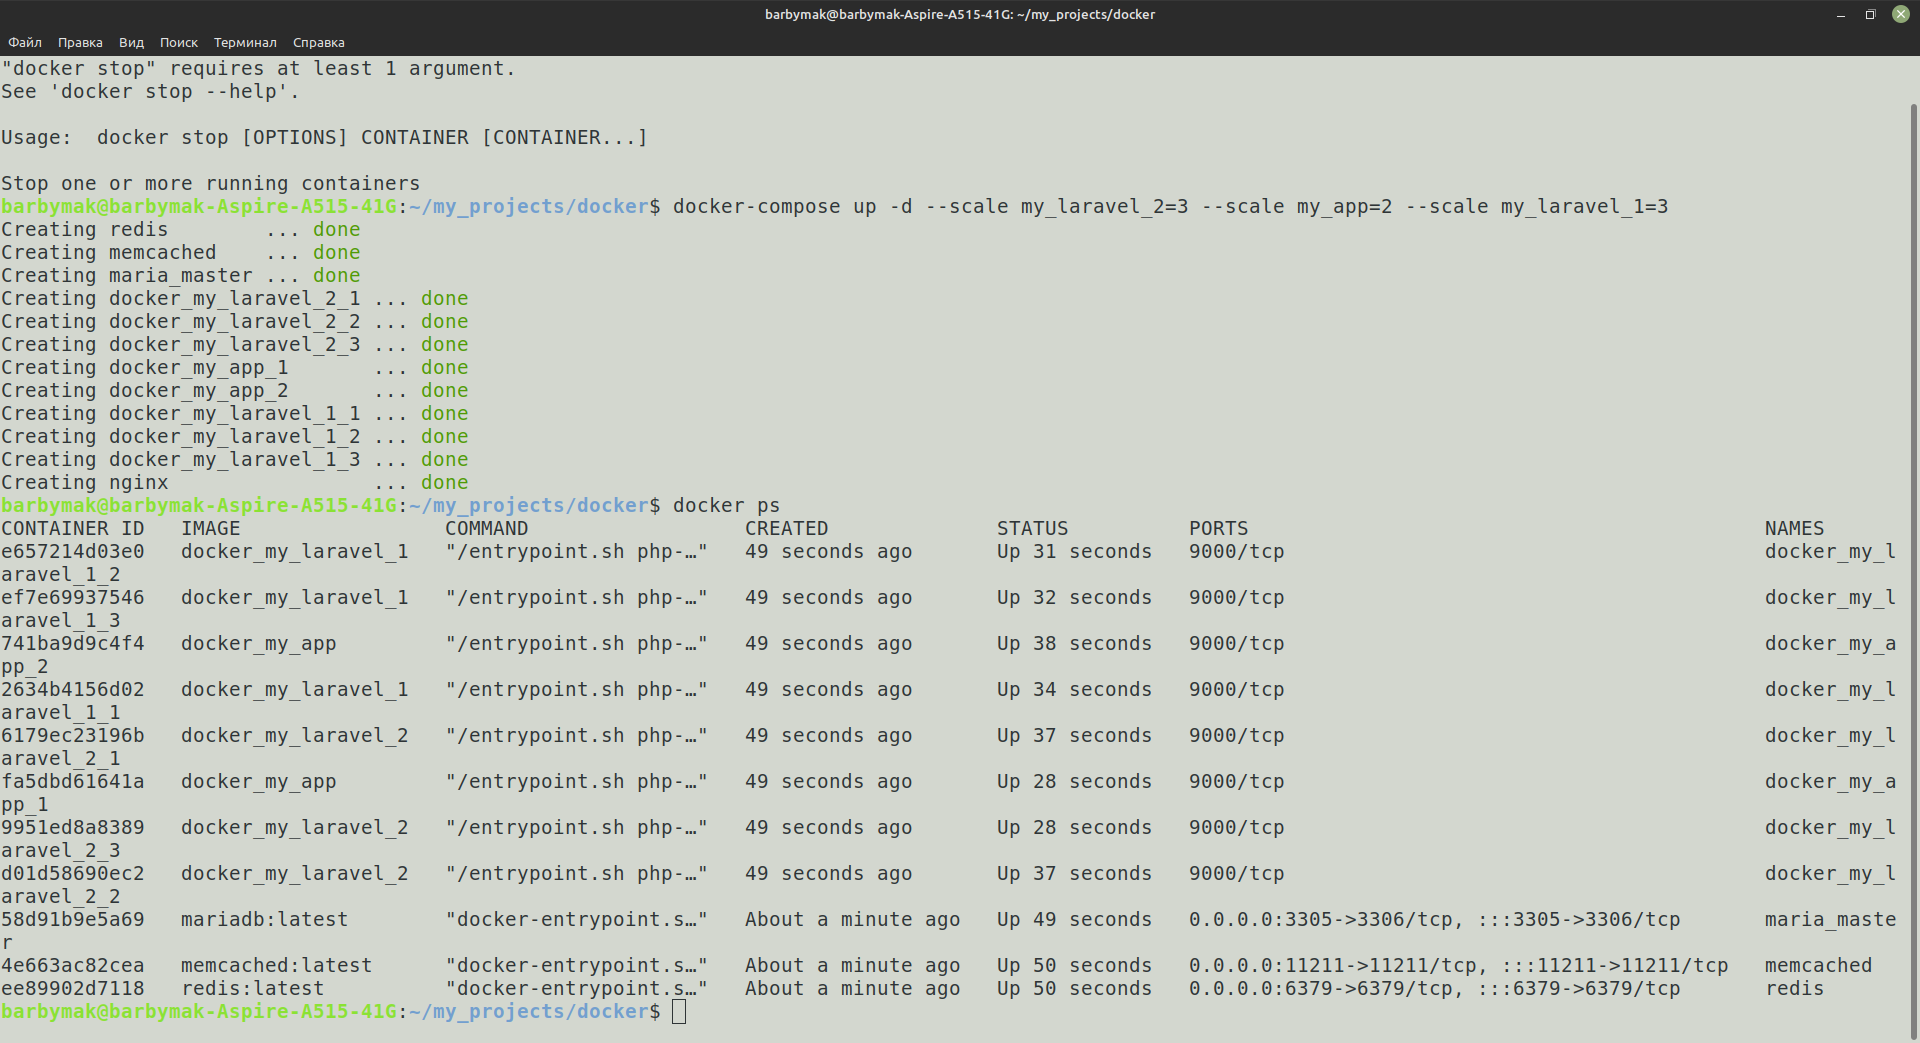 barbymak@barbymak-Aspire-A515-41G: ~/my_projects/docker
Файл Правка Вид Поиск Терминал Справка
"docker stop" requires at least 1 argument.
See 'docker stop --help'.
Usage:  docker stop [OPTIONS] CONTAINER [CONTAINER...]
Stop one or more running containers
barbymak@barbymak-Aspire-A515-41G:~/my_projects/docker$ docker-compose up -d --scale my_laravel_2=3 --scale my_app=2 --scale my_laravel_1=3
Creating redis        ... done
Creating memcached    ... done
Creating maria_master ... done
Creating docker_my_laravel_2_1 ... done
Creating docker_my_laravel_2_2 ... done
Creating docker_my_laravel_2_3 ... done
Creating docker_my_app_1       ... done
Creating docker_my_app_2       ... done
Creating docker_my_laravel_1_1 ... done
Creating docker_my_laravel_1_2 ... done
Creating docker_my_laravel_1_3 ... done
Creating nginx                 ... done
barbymak@barbymak-Aspire-A515-41G:~/my_projects/docker$ docker ps
CONTAINER ID   IMAGE                 COMMAND                  CREATED              STATUS          PORTS                                           NAMES
e657214d03e0   docker_my_laravel_1   "/entrypoint.sh php-…"   49 seconds ago       Up 31 seconds   9000/tcp                                        docker_my_l
aravel_1_2
ef7e69937546   docker_my_laravel_1   "/entrypoint.sh php-…"   49 seconds ago       Up 32 seconds   9000/tcp                                        docker_my_l
aravel_1_3
741ba9d9c4f4   docker_my_app         "/entrypoint.sh php-…"   49 seconds ago       Up 38 seconds   9000/tcp                                        docker_my_a
pp_2
2634b4156d02   docker_my_laravel_1   "/entrypoint.sh php-…"   49 seconds ago       Up 34 seconds   9000/tcp                                        docker_my_l
aravel_1_1
6179ec23196b   docker_my_laravel_2   "/entrypoint.sh php-…"   49 seconds ago       Up 37 seconds   9000/tcp                                        docker_my_l
aravel_2_1
fa5dbd61641a   docker_my_app         "/entrypoint.sh php-…"   49 seconds ago       Up 28 seconds   9000/tcp                                        docker_my_a
pp_1
9951ed8a8389   docker_my_laravel_2   "/entrypoint.sh php-…"   49 seconds ago       Up 28 seconds   9000/tcp                                        docker_my_l
aravel_2_3
d01d58690ec2   docker_my_laravel_2   "/entrypoint.sh php-…"   49 seconds ago       Up 37 seconds   9000/tcp                                        docker_my_l
aravel_2_2
58d91b9e5a69   mariadb:latest        "docker-entrypoint.s…"   About a minute ago   Up 49 seconds   0.0.0.0:3305->3306/tcp, :::3305->3306/tcp       maria_maste
r
4e663ac82cea   memcached:latest      "docker-entrypoint.s…"   About a minute ago   Up 50 seconds   0.0.0.0:11211->11211/tcp, :::11211->11211/tcp   memcached
ee89902d7118   redis:latest          "docker-entrypoint.s…"   About a minute ago   Up 50 seconds   0.0.0.0:6379->6379/tcp, :::6379->6379/tcp       redis
barbymak@barbymak-Aspire-A515-41G:~/my_projects/docker$